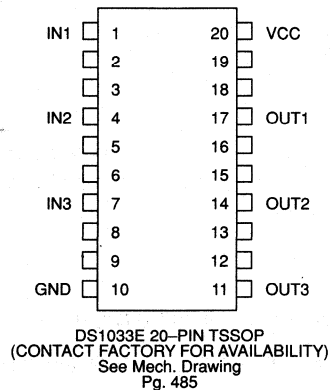 IN1 1 20 VCC
2 19
3 18
IN2 4 17 OUT1
5 16
6 15
IN3 7 14 OUT2
8 13
9 12
GND 10 11 OUT3
DS1033E 20–PIN TSSOP
(CONTACT FACTORY FOR AVAILABILITY)
See Mech. Drawing
Pg. 485